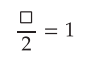 □/2 = 1